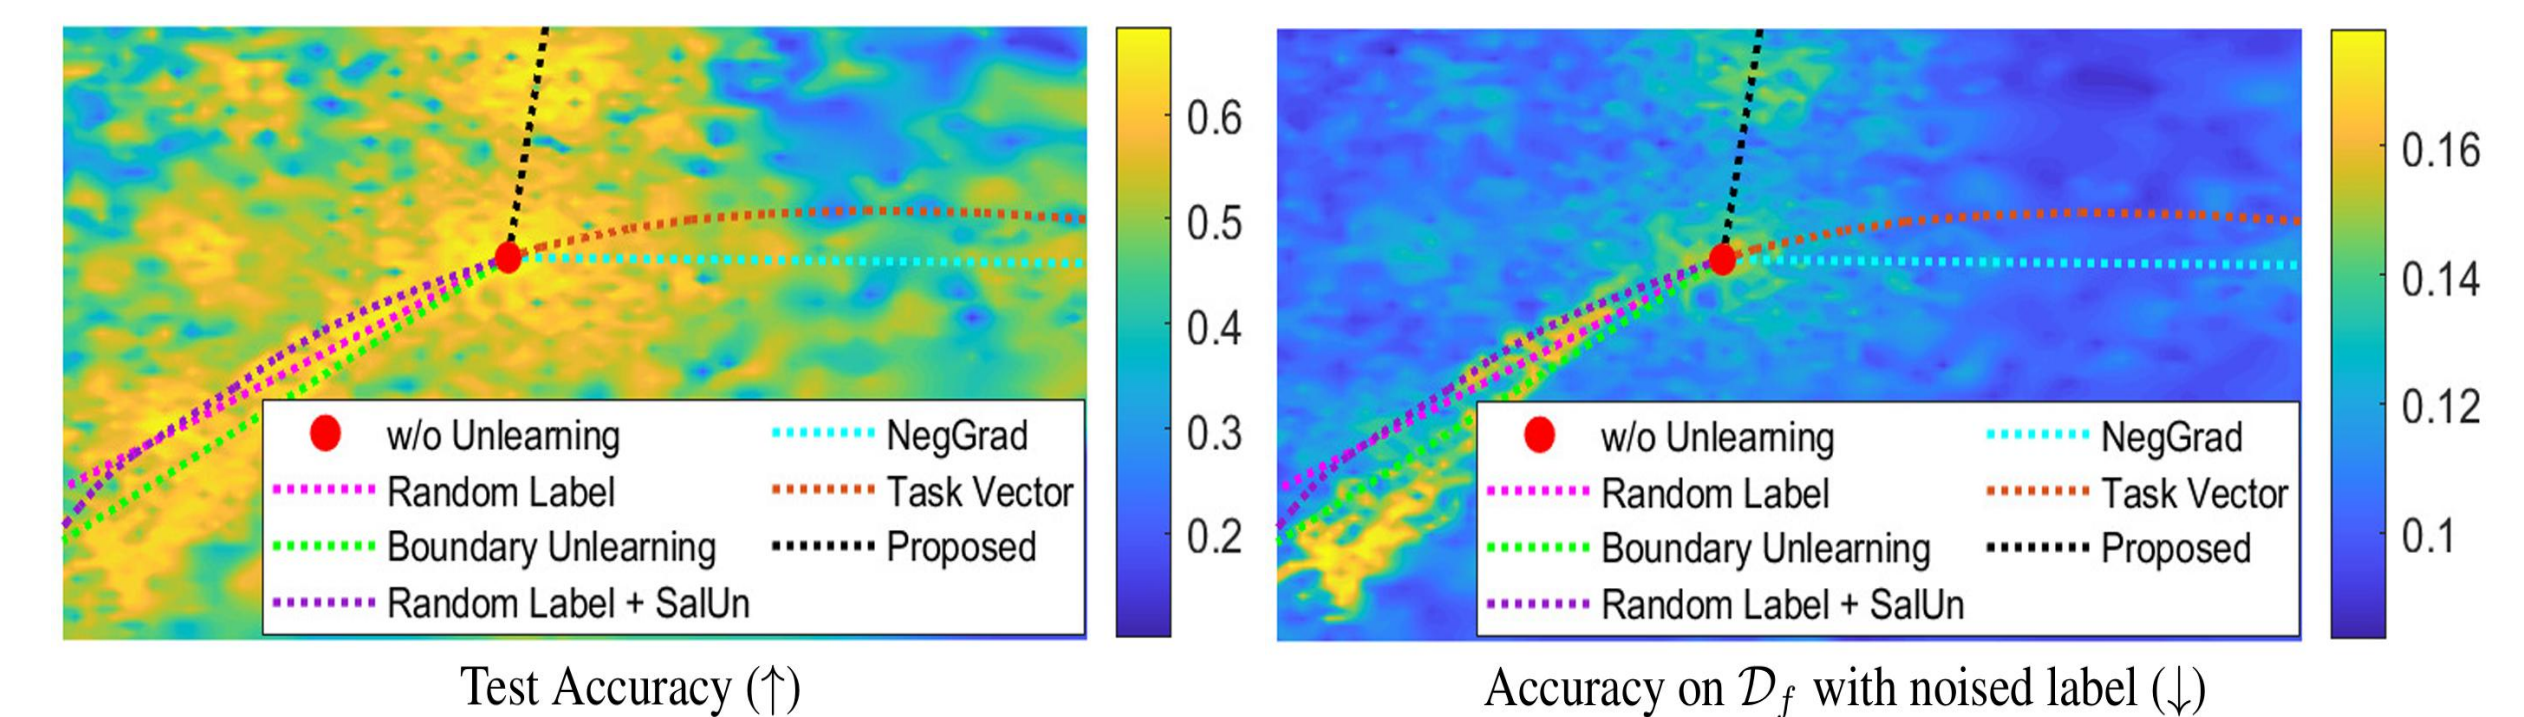 0.6
0.5
0.4
0.3
0.2
w/o Unlearning
NegGrad
Random Label
Task Vector
Boundary Unlearning
Proposed
Random Label + SalUn
Test Accuracy (↑)
0.16
0.14
0.12
0.1
w/o Unlearning
NegGrad
Random Label
Task Vector
Boundary Unlearning
Proposed
Random Label + SalUn
Accuracy on 𝒟f with noised label (↓)